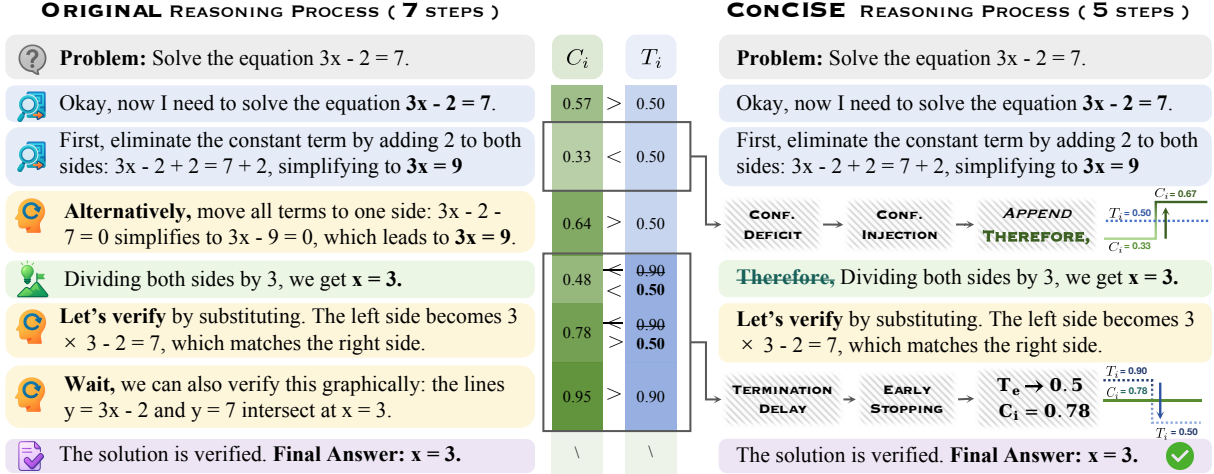 ORIGINAL REASONING PROCESS ( 7 STEPS )
Problem: Solve the equation 3x - 2 = 7.
Okay, now I need to solve the equation 3x - 2 = 7.
First, eliminate the constant term by adding 2 to both
sides: 3x - 2 + 2 = 7 + 2, simplifying to 3x = 9
Alternatively, move all terms to one side: 3x - 2 -
7 = 0 simplifies to 3x - 9 = 0, which leads to 3x = 9.
Dividing both sides by 3, we get x = 3.
Let's verify by substituting. The left side becomes 3
× 3 - 2 = 7, which matches the right side.
Wait, we can also verify this graphically: the lines
y = 3x - 2 and y = 7 intersect at x = 3.
The solution is verified. Final Answer: x = 3.
C_i T_i
0.57 > 0.50
0.33 < 0.50
0.64 > 0.50
0.48 < 0.90
< 0.50
0.78 < 0.90
> 0.50
0.95 > 0.90
\ \
CONCISE REASONING PROCESS ( 5 STEPS )
Problem: Solve the equation 3x - 2 = 7.
Okay, now I need to solve the equation 3x - 2 = 7.
First, eliminate the constant term by adding 2 to both
sides: 3x - 2 + 2 = 7 + 2, simplifying to 3x = 9
CONF.
DEFICIT
CONF.
INJECTION
APPEND
THEREFORE,
C_i = 0.67
T_i = 0.50
C_i = 0.33
Therefore, Dividing both sides by 3, we get x = 3.
Let's verify by substituting. The left side becomes 3
× 3 - 2 = 7, which matches the right side.
TERMINATION
DELAY
EARLY
STOPPING
T_e → 0.5
C_i = 0.78
T_i = 0.90
C_i = 0.78
T_i = 0.50
The solution is verified. Final Answer: x = 3.